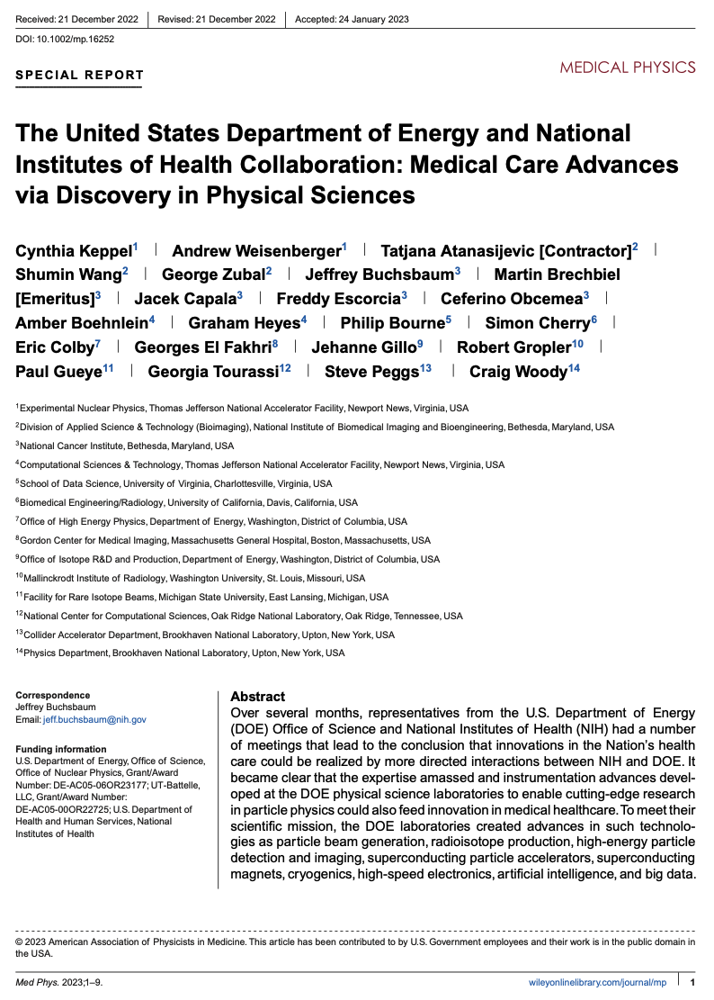 Received: 21 December 2022 | Revised: 21 December 2022 | Accepted: 24 January 2023
DOI: 10.1002/mp.16252
SPECIAL REPORT
MEDICAL PHYSICS
The United States Department of Energy and National
Institutes of Health Collaboration: Medical Care Advances
via Discovery in Physical Sciences
Cynthia Keppel1 | Andrew Weisenberger1 | Tatjana Atanasijevic [Contractor]2 |
Shumin Wang2 | George Zubal2 | Jeffrey Buchsbaum3 | Martin Brechbiel
[Emeritus]3 | Jacek Capala3 | Freddy Escorcia3 | Ceferino Obcemea3 |
Amber Boehnlein4 | Graham Heyes4 | Philip Bourne5 | Simon Cherry6 |
Eric Colby7 | Georges El Fakhri8 | Jehanne Gillo9 | Robert Gropler10 |
Paul Gueye11 | Georgia Tourassi12 | Steve Peggs13 | Craig Woody14
1Experimental Nuclear Physics, Thomas Jefferson National Accelerator Facility, Newport News, Virginia, USA
2Division of Applied Science & Technology (Bioimaging), National Institute of Biomedical Imaging and Bioengineering, Bethesda, Maryland, USA
3National Cancer Institute, Bethesda, Maryland, USA
4Computational Sciences & Technology, Thomas Jefferson National Accelerator Facility, Newport News, Virginia, USA
5School of Data Science, University of Virginia, Charlottesville, Virginia, USA
6Biomedical Engineering/Radiology, University of California, Davis, California, USA
7Office of High Energy Physics, Department of Energy, Washington, District of Columbia, USA
8Gordon Center for Medical Imaging, Massachusetts General Hospital, Boston, Massachusetts, USA
9Office of Isotope R&D and Production, Department of Energy, Washington, District of Columbia, USA
10Mallinckrodt Institute of Radiology, Washington University, St. Louis, Missouri, USA
11Facility for Rare Isotope Beams, Michigan State University, East Lansing, Michigan, USA
12National Center for Computational Sciences, Oak Ridge National Laboratory, Oak Ridge, Tennessee, USA
13Collider Accelerator Department, Brookhaven National Laboratory, Upton, New York, USA
14Physics Department, Brookhaven National Laboratory, Upton, New York, USA
Correspondence
Jeffrey Buchsbaum
Email: jeff.buchsbaum@nih.gov
Funding information
U.S. Department of Energy, Office of Science,
Office of Nuclear Physics, Grant/Award
Number: DE-AC05-06OR23177; UT-Battelle,
LLC, Grant/Award Number:
DE-AC05-00OR22725; U.S. Department of
Health and Human Services, National
Institutes of Health
Abstract
Over several months, representatives from the U.S. Department of Energy
(DOE) Office of Science and National Institutes of Health (NIH) had a number
of meetings that lead to the conclusion that innovations in the Nation's health
care could be realized by more directed interactions between NIH and DOE. It
became clear that the expertise amassed and instrumentation advances devel-
oped at the DOE physical science laboratories to enable cutting-edge research
in particle physics could also feed innovation in medical healthcare. To meet their
scientific mission, the DOE laboratories created advances in such technolo-
gies as particle beam generation, radioisotope production, high-energy particle
detection and imaging, superconducting particle accelerators, superconducting
magnets, cryogenics, high-speed electronics, artificial intelligence, and big data.
© 2023 American Association of Physicists in Medicine. This article has been contributed to by U.S. Government employees and their work is in the public domain in
the USA.
Med Phys. 2023;1–9.
wileyonlinelibrary.com/journal/mp | 1